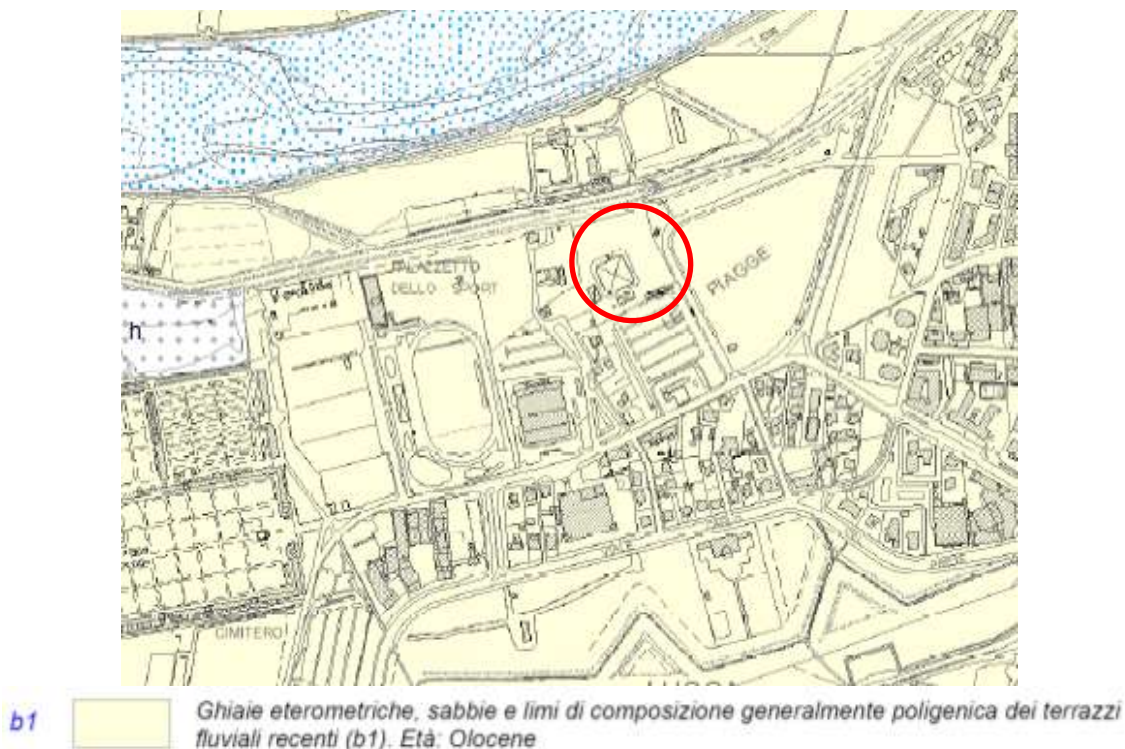 PALAZZETTO
DELLO SPORT
PIAGGE
h
CIMITERO
LUCCA
b1
Ghiaie eterometriche, sabbie e limi di composizione generalmente poligenica dei terrazzi
fluviali recenti (b1). Età: Olocene